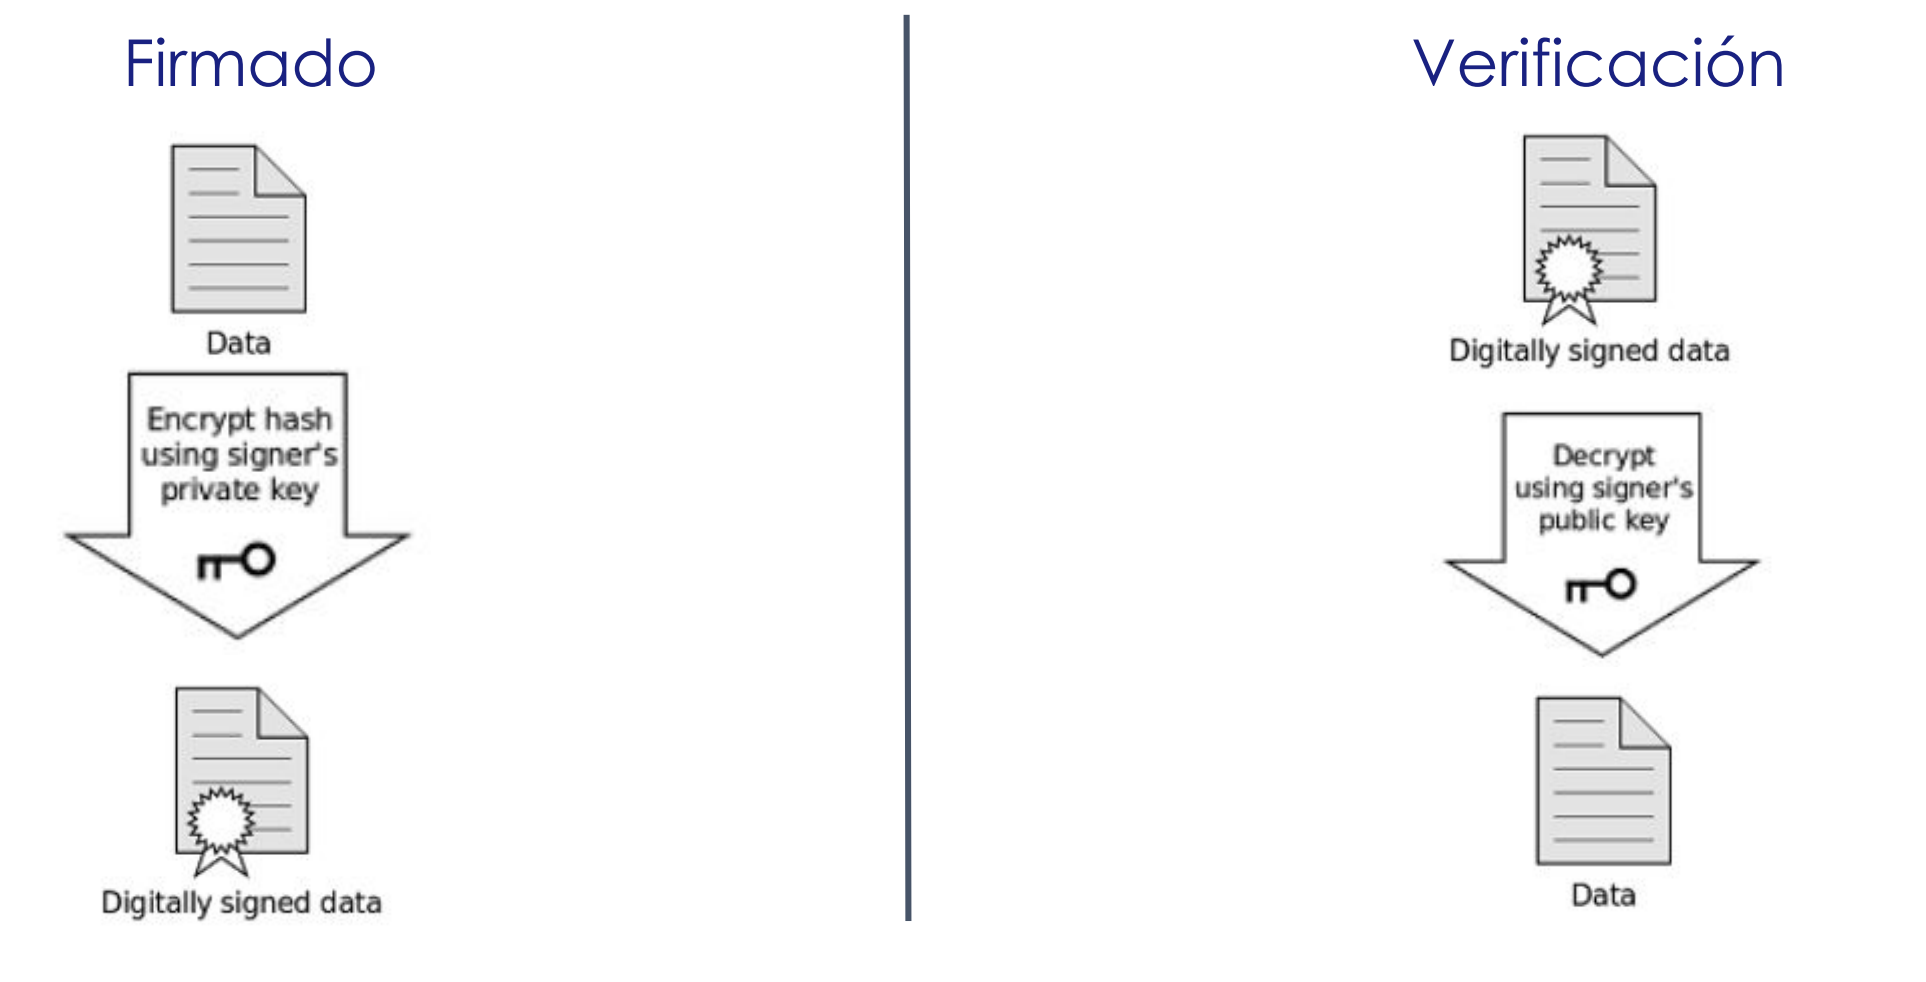 Firmado
Data
Encrypt hash
using signer's
private key
Digitally signed data
Verificación
Digitally signed data
Decrypt
using signer's
public key
Data